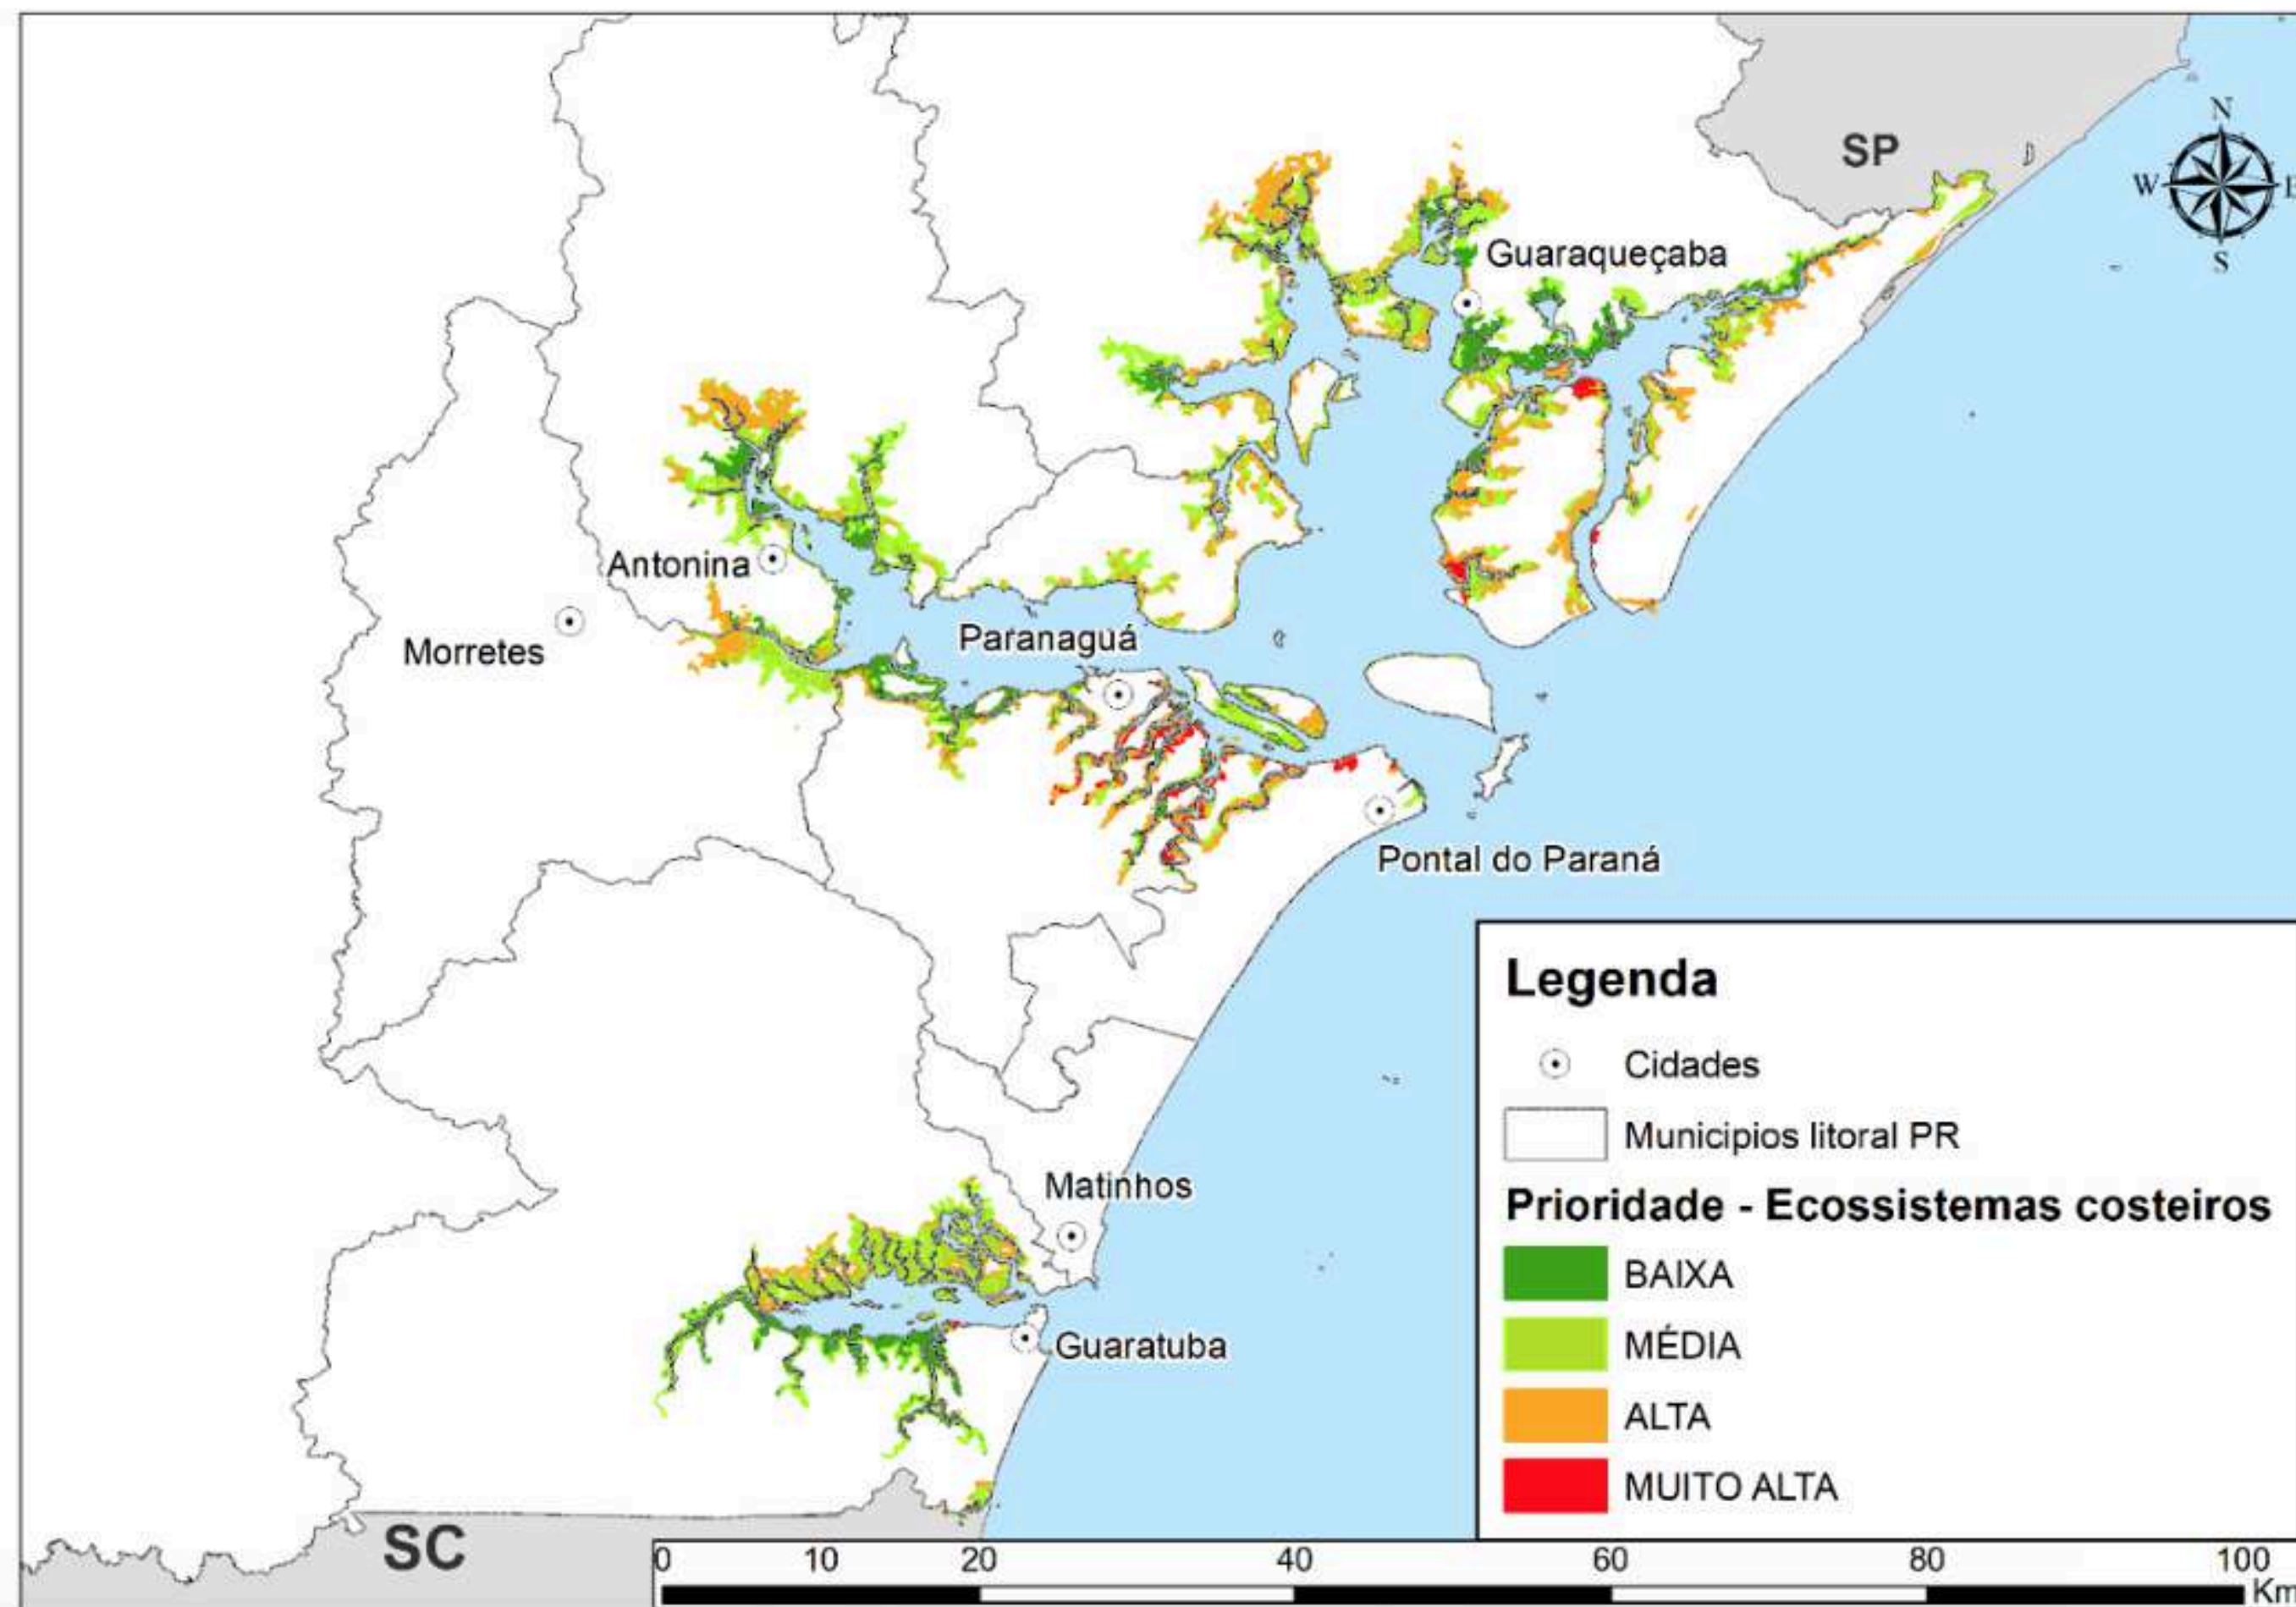 SP
N
W
E
S
Guaraqueçaba
Antonina
Morretes
Paranaguá
Pontal do Paraná
Matinhos
Guaratuba
SC
Legenda
Cidades
Municipios litoral PR
Prioridade - Ecossistemas costeiros
BAIXA
MÉDIA
ALTA
MUITO ALTA
0 10 20 40 60 80 100
Km